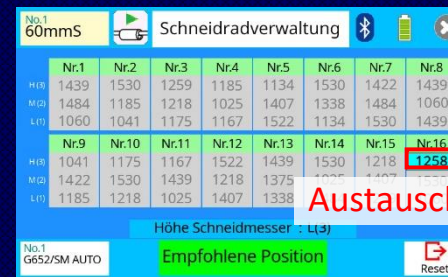 No.1
60mmS
Schneidradverwaltung
Nr.1 Nr.2 Nr.3 Nr.4 Nr.5 Nr.6 Nr.7 Nr.8
H (3) 1439 1530 1259 1185 1134 1530 1422 1439
M (2) 1484 1185 1218 1025 1407 1338 1484 1060
L (1) 1060 1041 1175 1167 1522 1134 1530 1439
Nr.9 Nr.10 Nr.11 Nr.12 Nr.13 Nr.14 Nr.15 Nr.16
H (3) 1041 1175 1167 1522 1439 1530 1218 1258
M (2) 1422 1530 1439 1218 1375 1025 1407
L (1) 1185 1218 1025 1407 1338
Austausch
Höhe Schneidmesser : L(3)
No.1
G652/SM AUTO
Empfohlene Position
Reset